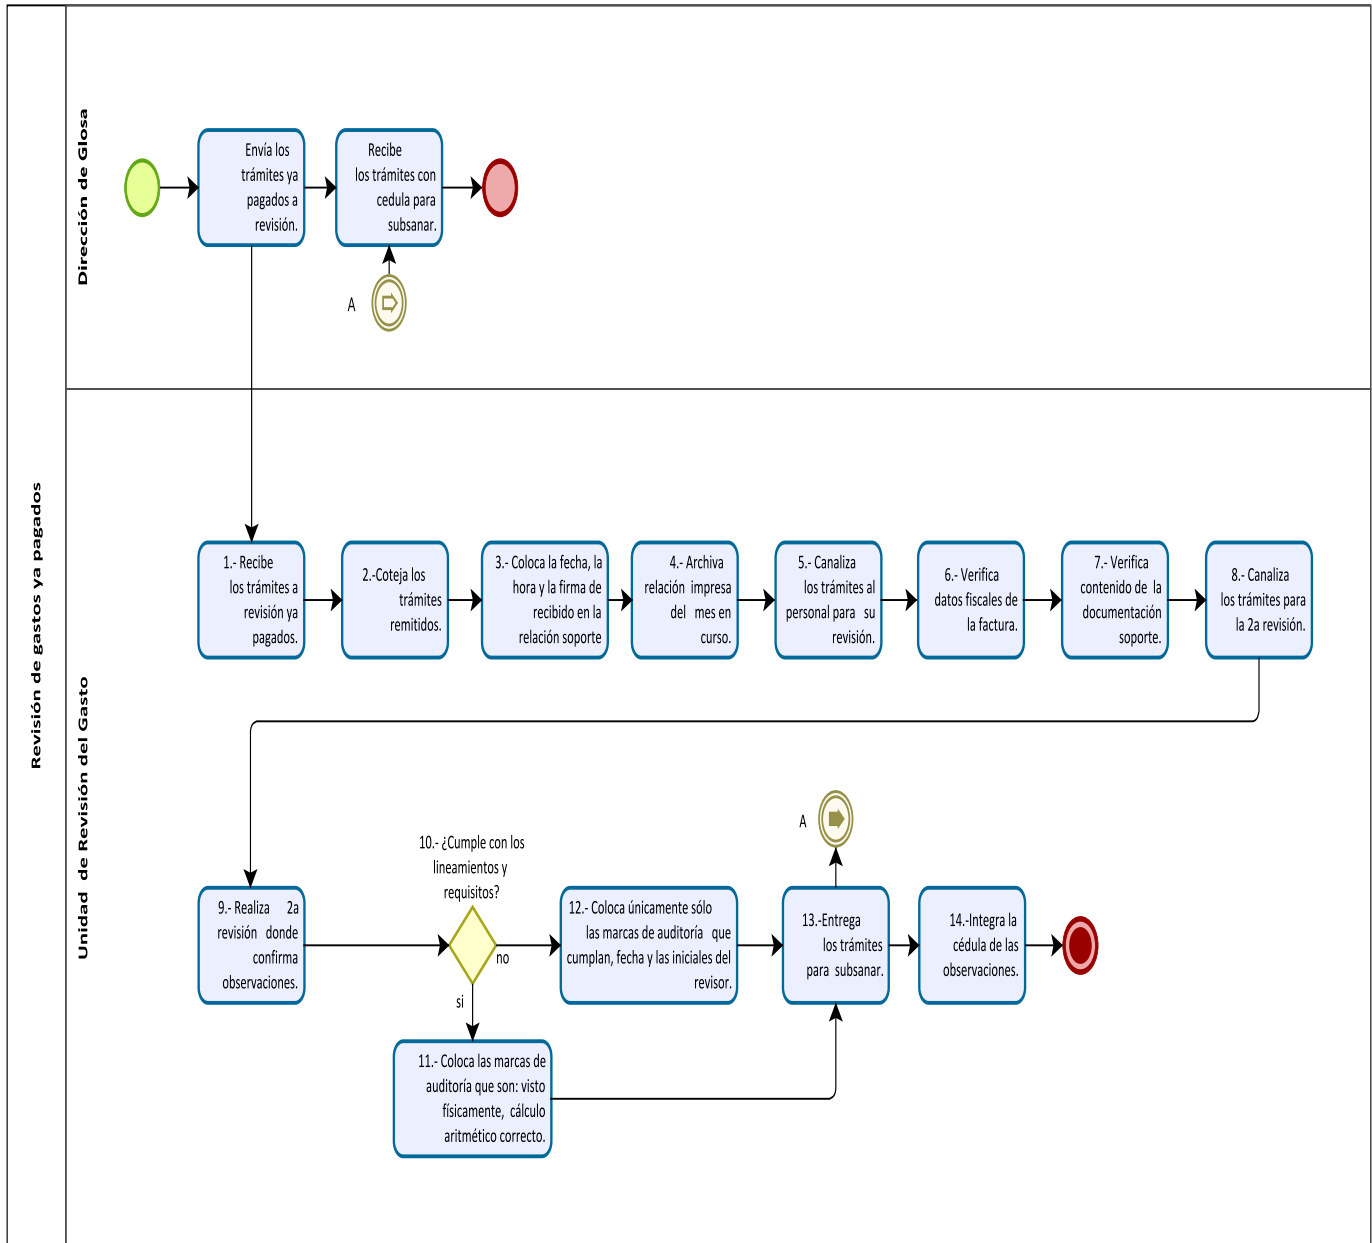 Revisión de gastos ya pagados
Dirección de Glosa
Envía los
trámites ya
pagados a
revisión.
Recibe
los trámites con
cedula para
subsanar.
A
Unidad de Revisión del Gasto
1.- Recibe
los trámites a
revisión ya
pagados.
2.-Coteja los
trámites
remitidos.
3.- Coloca la fecha, la
hora y la firma de
recibido en la
relación soporte
4.- Archiva
relación impresa
del mes en
curso.
5.- Canaliza
los trámites al
personal para su
revisión.
6.- Verifica
datos fiscales de
la factura.
7.- Verifica
contenido de la
documentación
soporte.
8.- Canaliza
los trámites para
la 2a revisión.
9.- Realiza 2a
revisión donde
confirma
observaciones.
10.- ¿Cumple con los
lineamientos y
requisitos?
no
si
11.- Coloca las marcas de
auditoría que son: visto
físicamente, cálculo
aritmético correcto.
12.- Coloca únicamente sólo
las marcas de auditoría que
cumplan, fecha y las iniciales del
revisor.
A
13.-Entrega
los trámites
para subsanar.
14.-Integra la
cédula de las
observaciones.